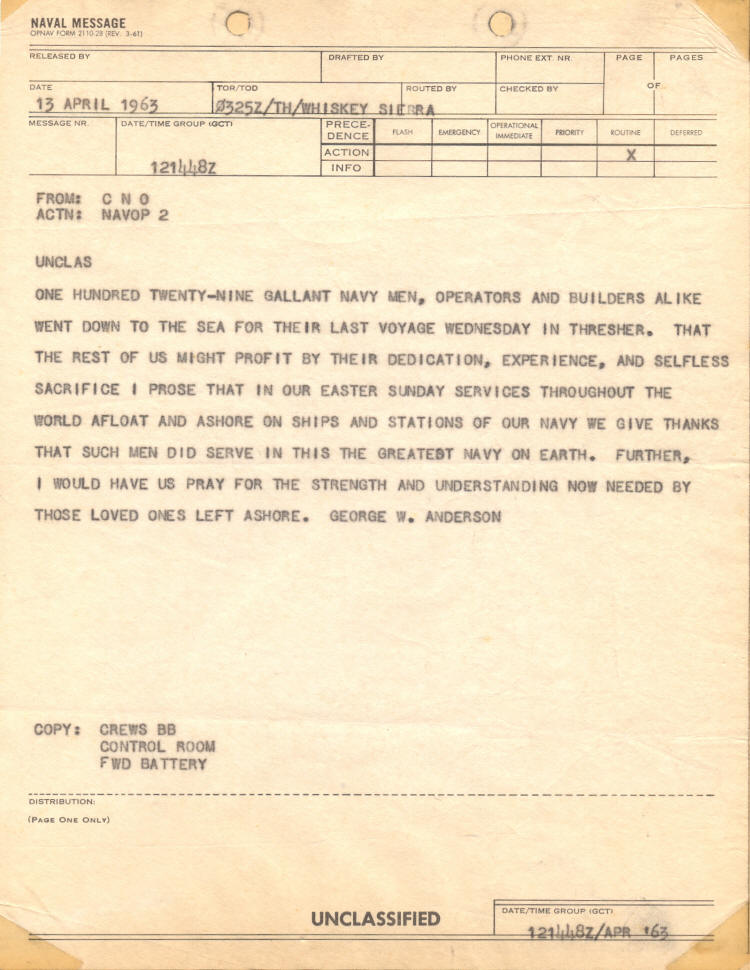 NAVAL MESSAGE
OPNAV FORM 2110-28 (REV. 3-61)
RELEASED BY DRAFTED BY PHONE EXT. NR. PAGE PAGES
DATE TOR/TOD ROUTED BY CHECKED BY OF
13 APRIL 1963 Ø325Z/TH/WHISKEY SIERRA
MESSAGE NR. DATE/TIME GROUP (GCT) PRECE-DENCE FLASH EMERGENCY OPERATIONAL IMMEDIATE PRIORITY ROUTINE DEFERRED
ACTION X
121448Z INFO
FROM: C N O
ACTN: NAVOP 2
UNCLAS
ONE HUNDRED TWENTY-NINE GALLANT NAVY MEN, OPERATORS AND BUILDERS ALIKE
WENT DOWN TO THE SEA FOR THEIR LAST VOYAGE WEDNESDAY IN THRESHER. THAT
THE REST OF US MIGHT PROFIT BY THEIR DEDICATION, EXPERIENCE, AND SELFLESS
SACRIFICE I PROSE THAT IN OUR EASTER SUNDAY SERVICES THROUGHOUT THE
WORLD AFLOAT AND ASHORE ON SHIPS AND STATIONS OF OUR NAVY WE GIVE THANKS
THAT SUCH MEN DID SERVE IN THIS THE GREATEST NAVY ON EARTH. FURTHER,
I WOULD HAVE US PRAY FOR THE STRENGTH AND UNDERSTANDING NOW NEEDED BY
THOSE LOVED ONES LEFT ASHORE. GEORGE W. ANDERSON
COPY: CREWS BB
CONTROL ROOM
FWD BATTERY
DISTRIBUTION:
(PAGE ONE ONLY)
UNCLASSIFIED
DATE/TIME GROUP (GCT)
121448Z/APR '63